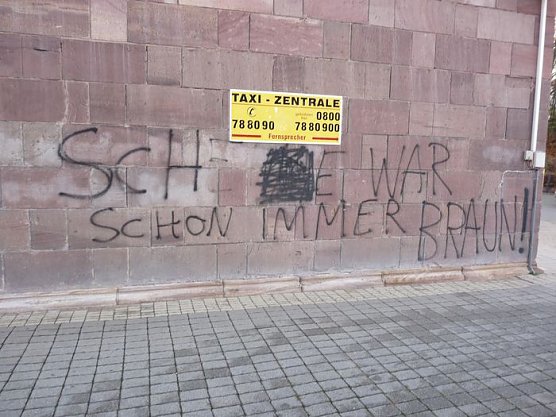 TAXI - ZENTRALE
0800
788090 7880900
Fernsprecher
SCH E WAR
SCHON IMMER BRAUN!!